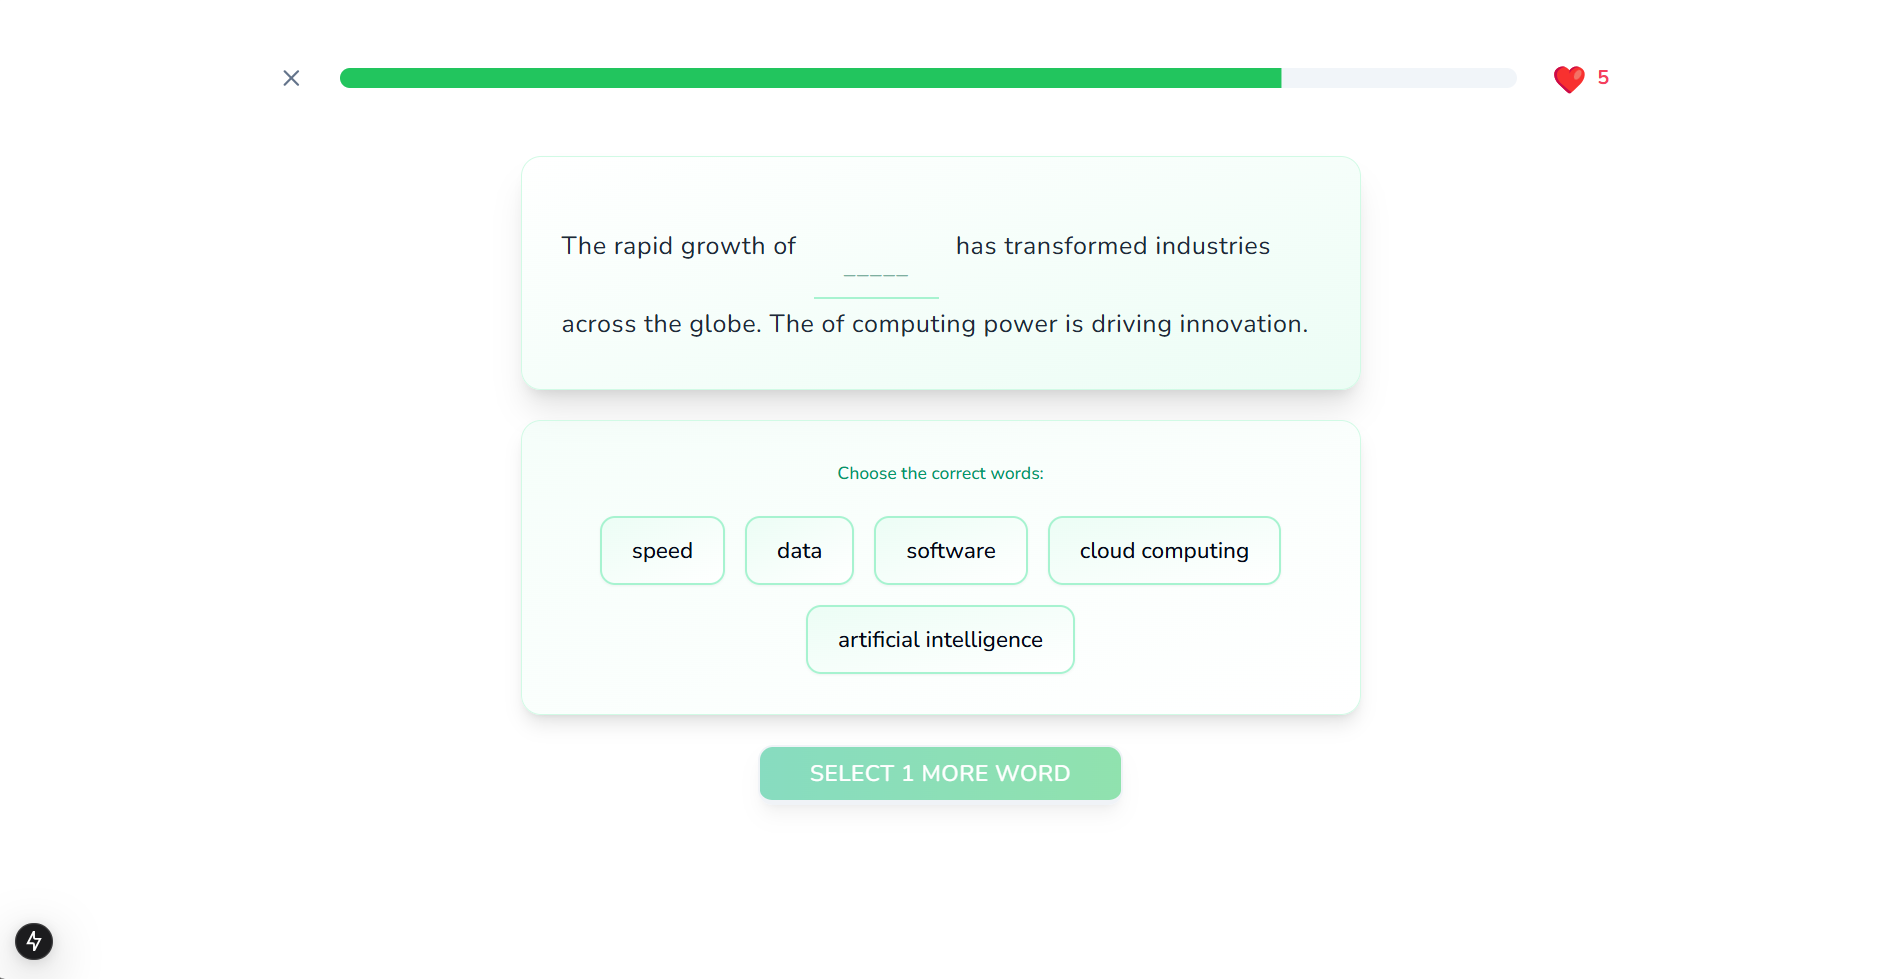 5
The rapid growth of _____ has transformed industries
across the globe. The of computing power is driving innovation.
Choose the correct words:
speed data software cloud computing
artificial intelligence
SELECT 1 MORE WORD